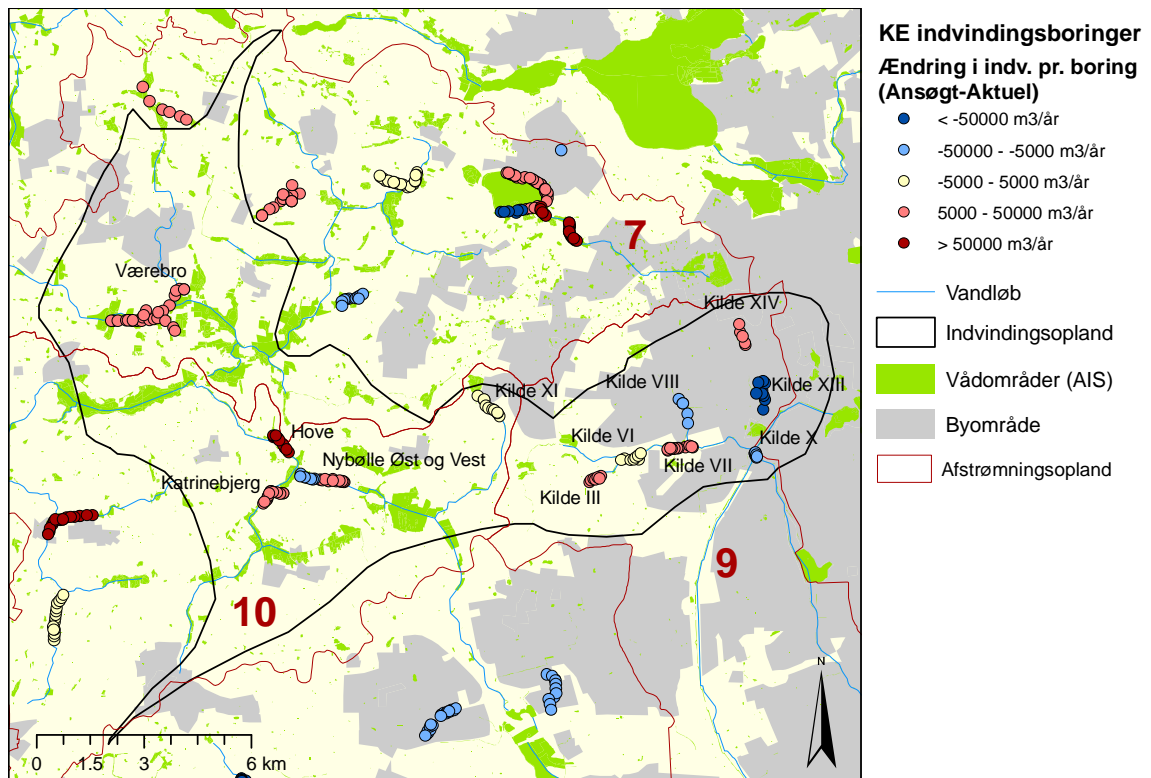 KE indvindingsboringer
Ændring i indv. pr. boring
(Ansøgt-Aktuel)
< -50000 m3/år
-50000 - -5000 m3/år
-5000 - 5000 m3/år
5000 - 50000 m3/år
> 50000 m3/år
Vandløb
Indvindingsopland
Vådområder (AIS)
Byområde
Afstrømningsopland
7
Værebro
Kilde XIV
Kilde XI
Kilde VIII
Kilde XIII
Hove
Kilde VI
Kilde X
Nybølle Øst og Vest
Kilde VII
Katrinebjerg
Kilde III
9
10
N
0 1.5 3 6 km